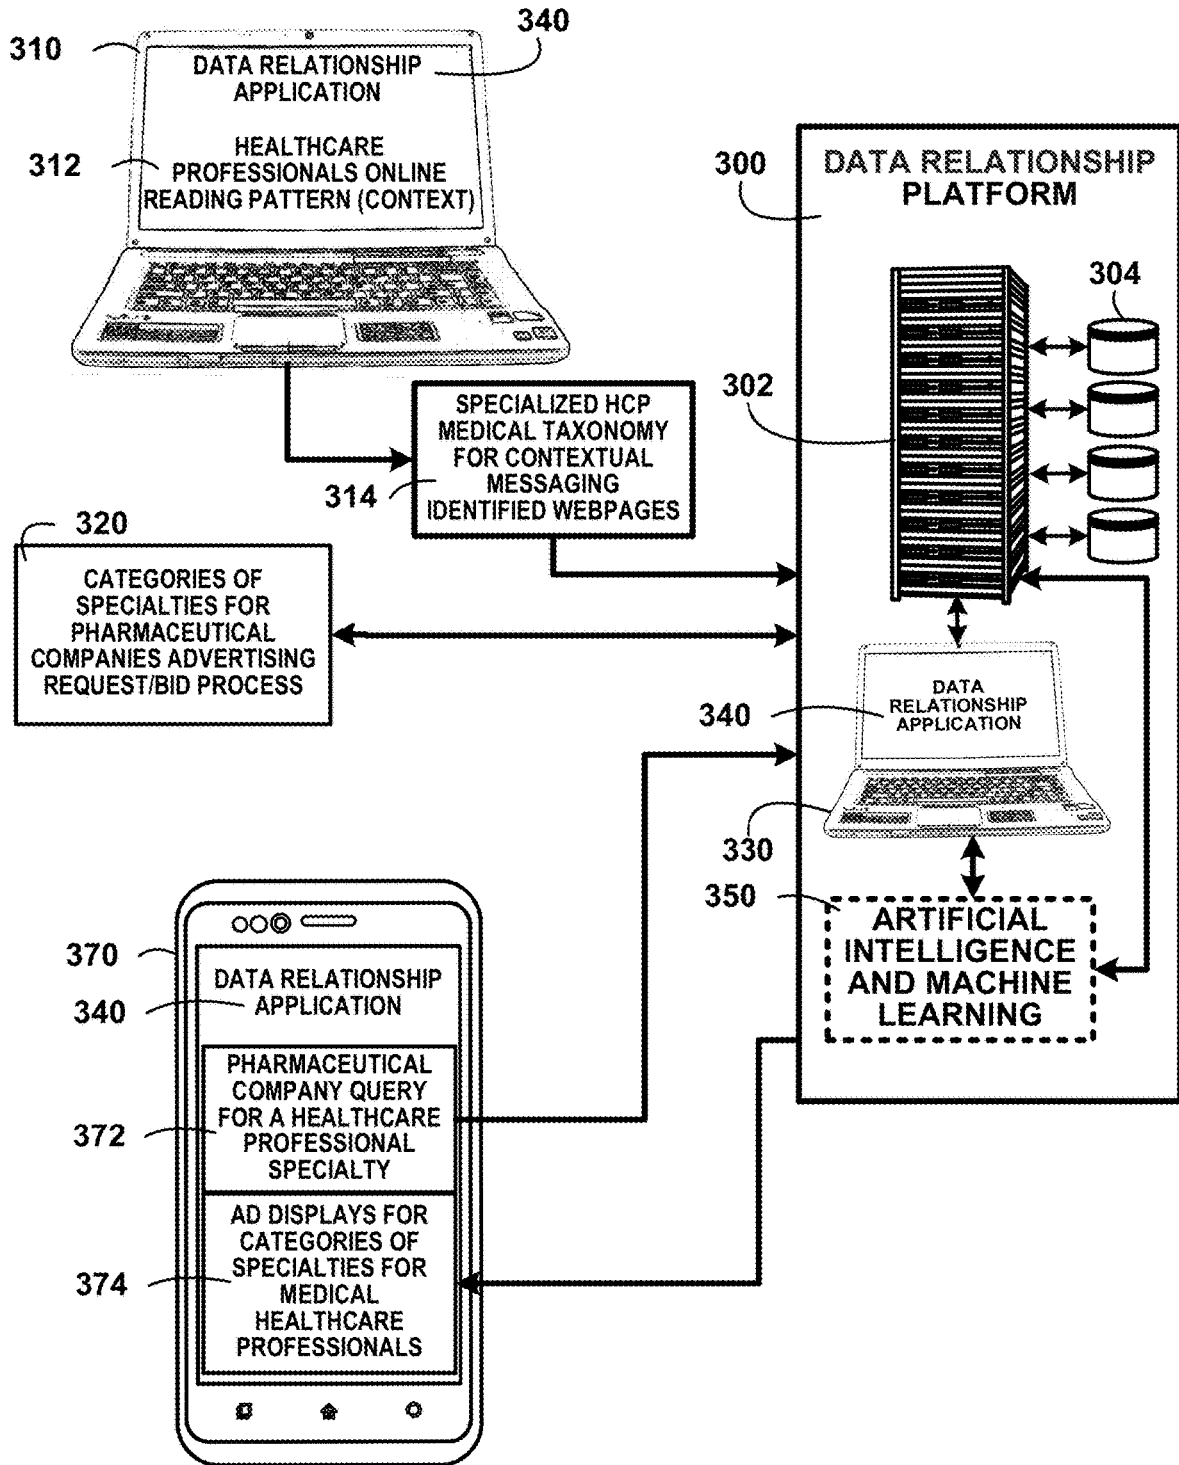 310
340
DATA RELATIONSHIP
APPLICATION
312
HEALTHCARE
PROFESSIONALS ONLINE
READING PATTERN (CONTEXT)
314
SPECIALIZED HCP
MEDICAL TAXONOMY
FOR CONTEXTUAL
MESSAGING
IDENTIFIED WEBPAGES
320
CATEGORIES OF
SPECIALTIES FOR
PHARMACEUTICAL
COMPANIES ADVERTISING
REQUEST/BID PROCESS
300
DATA RELATIONSHIP
PLATFORM
304
302
340
DATA
RELATIONSHIP
APPLICATION
330
350
ARTIFICIAL
INTELLIGENCE
AND MACHINE
LEARNING
370
DATA RELATIONSHIP
APPLICATION
340
PHARMACEUTICAL
COMPANY QUERY
FOR A HEALTHCARE
PROFESSIONAL
SPECIALTY
372
AD DISPLAYS FOR
CATEGORIES OF
SPECIALTIES FOR
MEDICAL
HEALTHCARE
PROFESSIONALS
374